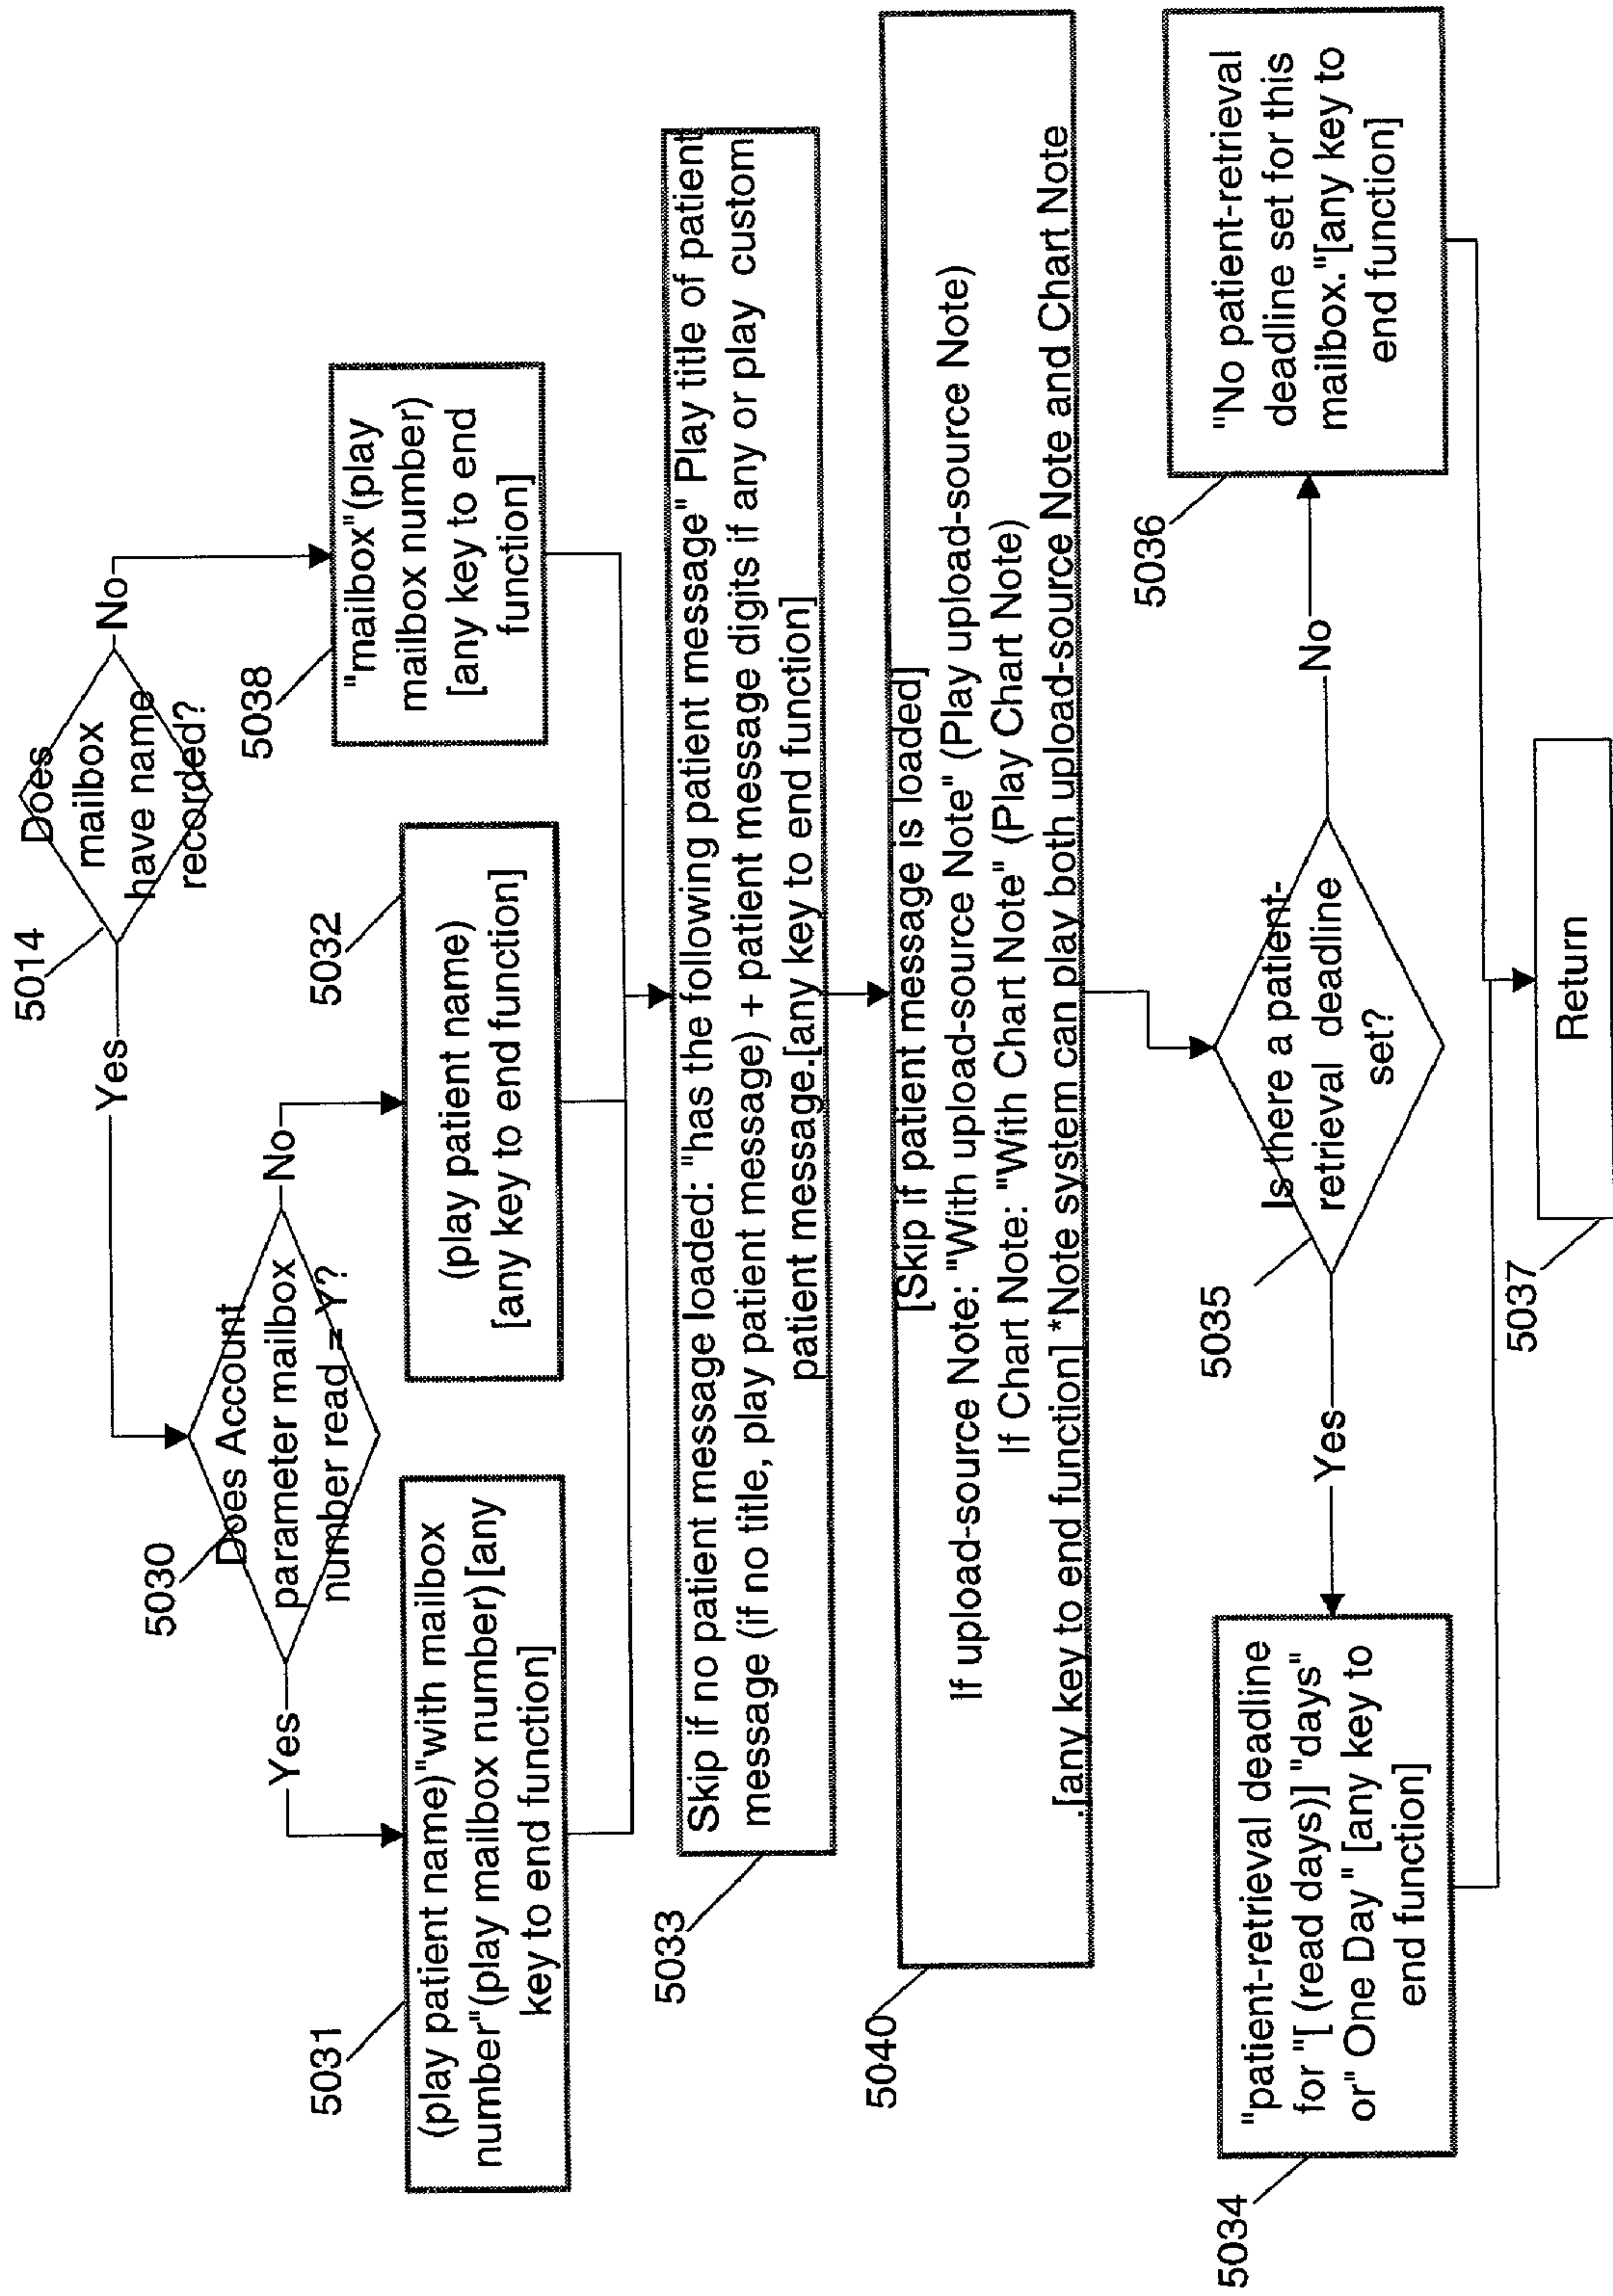 5014
Does
mailbox
have name
recorded?
Yes
No
5030
Does Account
parameter mailbox
number read = Y?
Yes
No
5031
(play patient name)"with mailbox
number"(play mailbox number) [any
key to end function]
5032
(play patient name)
[any key to end function]
5038
"mailbox"(play
mailbox number)
[any key to end
function]
5033
Skip if no patient message loaded: "has the following patient message" Play title of patient
message (if no title, play patient message) + patient message digits if any or play custom
patient message.[any key to end function]
5040
[Skip if patient message is loaded]
If upload-source Note: "With upload-source Note" (Play upload-source Note)
If Chart Note: "With Chart Note" (Play Chart Note)
.[any key to end function] *Note system can play both upload-source Note and Chart Note
5035
Is there a patient-
retrieval deadline
set?
Yes
No
5034
"patient-retrieval deadline
for "[ (read days)] "days"
or" One Day " [any key to
end function]
5036
"No patient-retrieval
deadline set for this
mailbox."[any key to
end function]
5037
Return